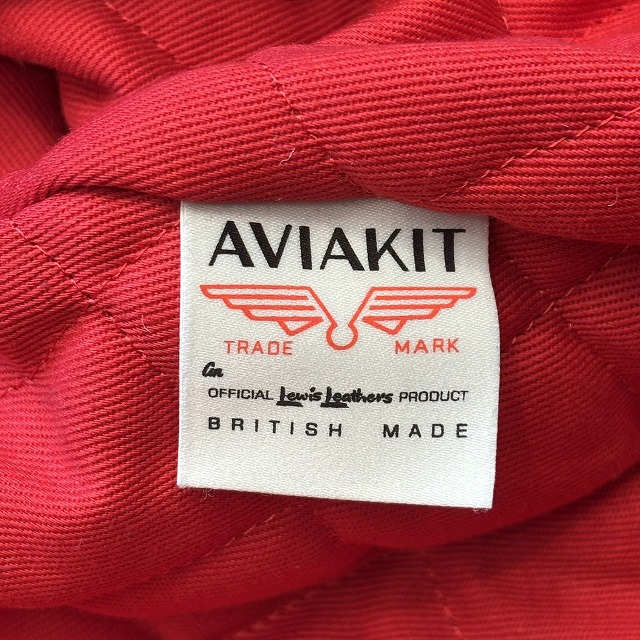 AVIAKIT
TRADE MARK
An
OFFICIAL Lewis Leathers PRODUCT
BRITISH MADE